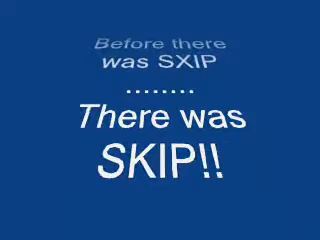 Before there
was SXIP
........
There was
SKIP!!